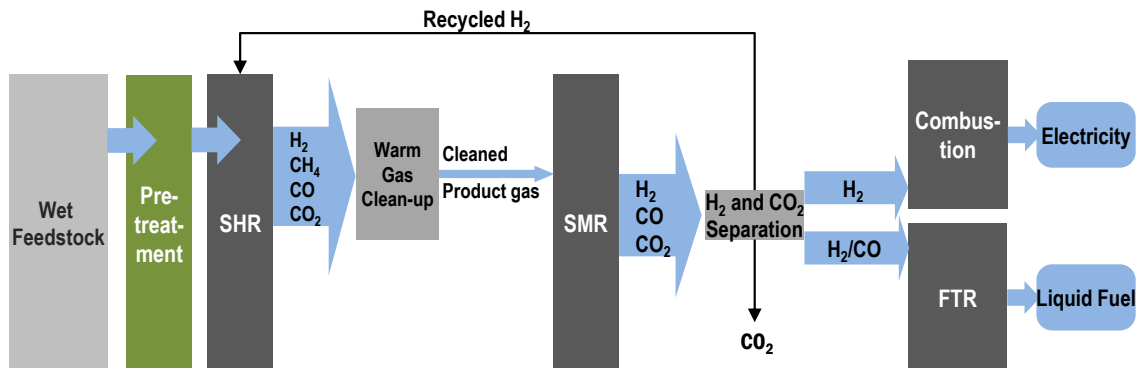 Recycled H₂
Wet
Feedstock
Pre-
treat-
ment
SHR
H₂
CH₄
CO
CO₂
Warm
Gas
Clean-up
Cleaned
Product gas
SMR
H₂
CO
CO₂
H₂ and CO₂
Separation
CO₂
H₂
H₂/CO
Combus-
tion
Electricity
FTR
Liquid Fuel